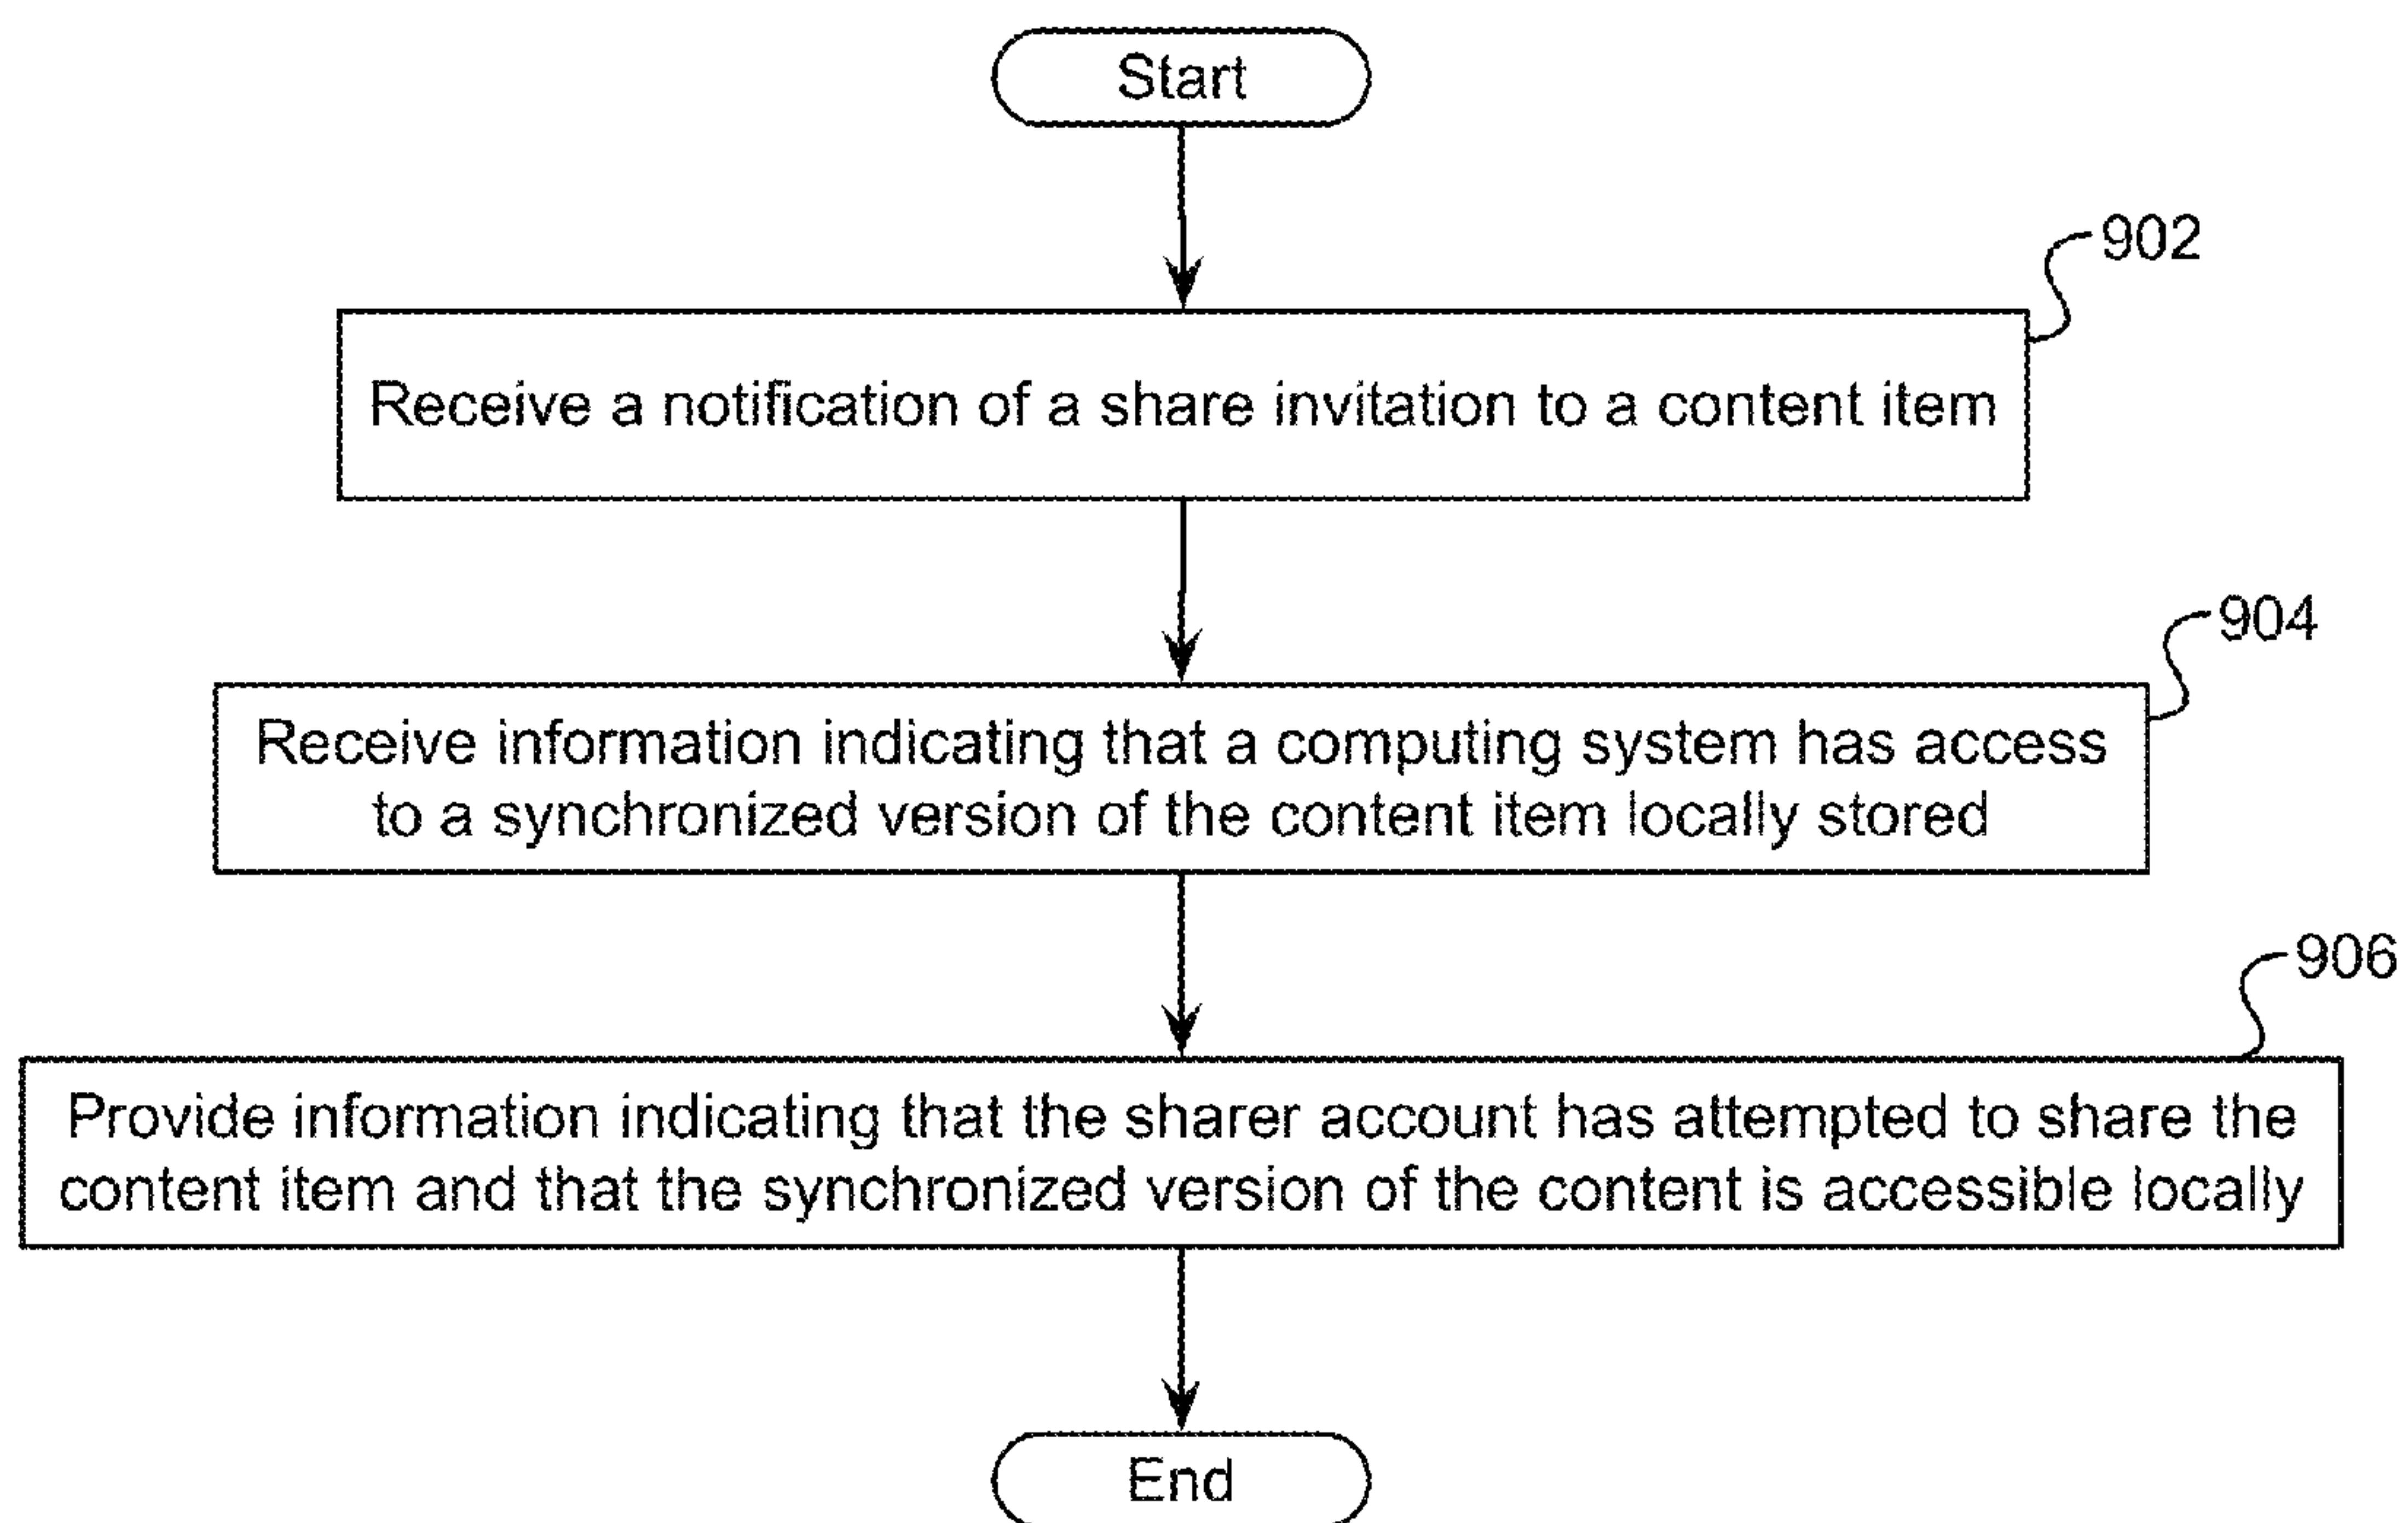 Start
902
Receive a notification of a share invitation to a content item
904
Receive information indicating that a computing system has access
to a synchronized version of the content item locally stored
906
Provide information indicating that the sharer account has attempted to share the
content item and that the synchronized version of the content is accessible locally
End